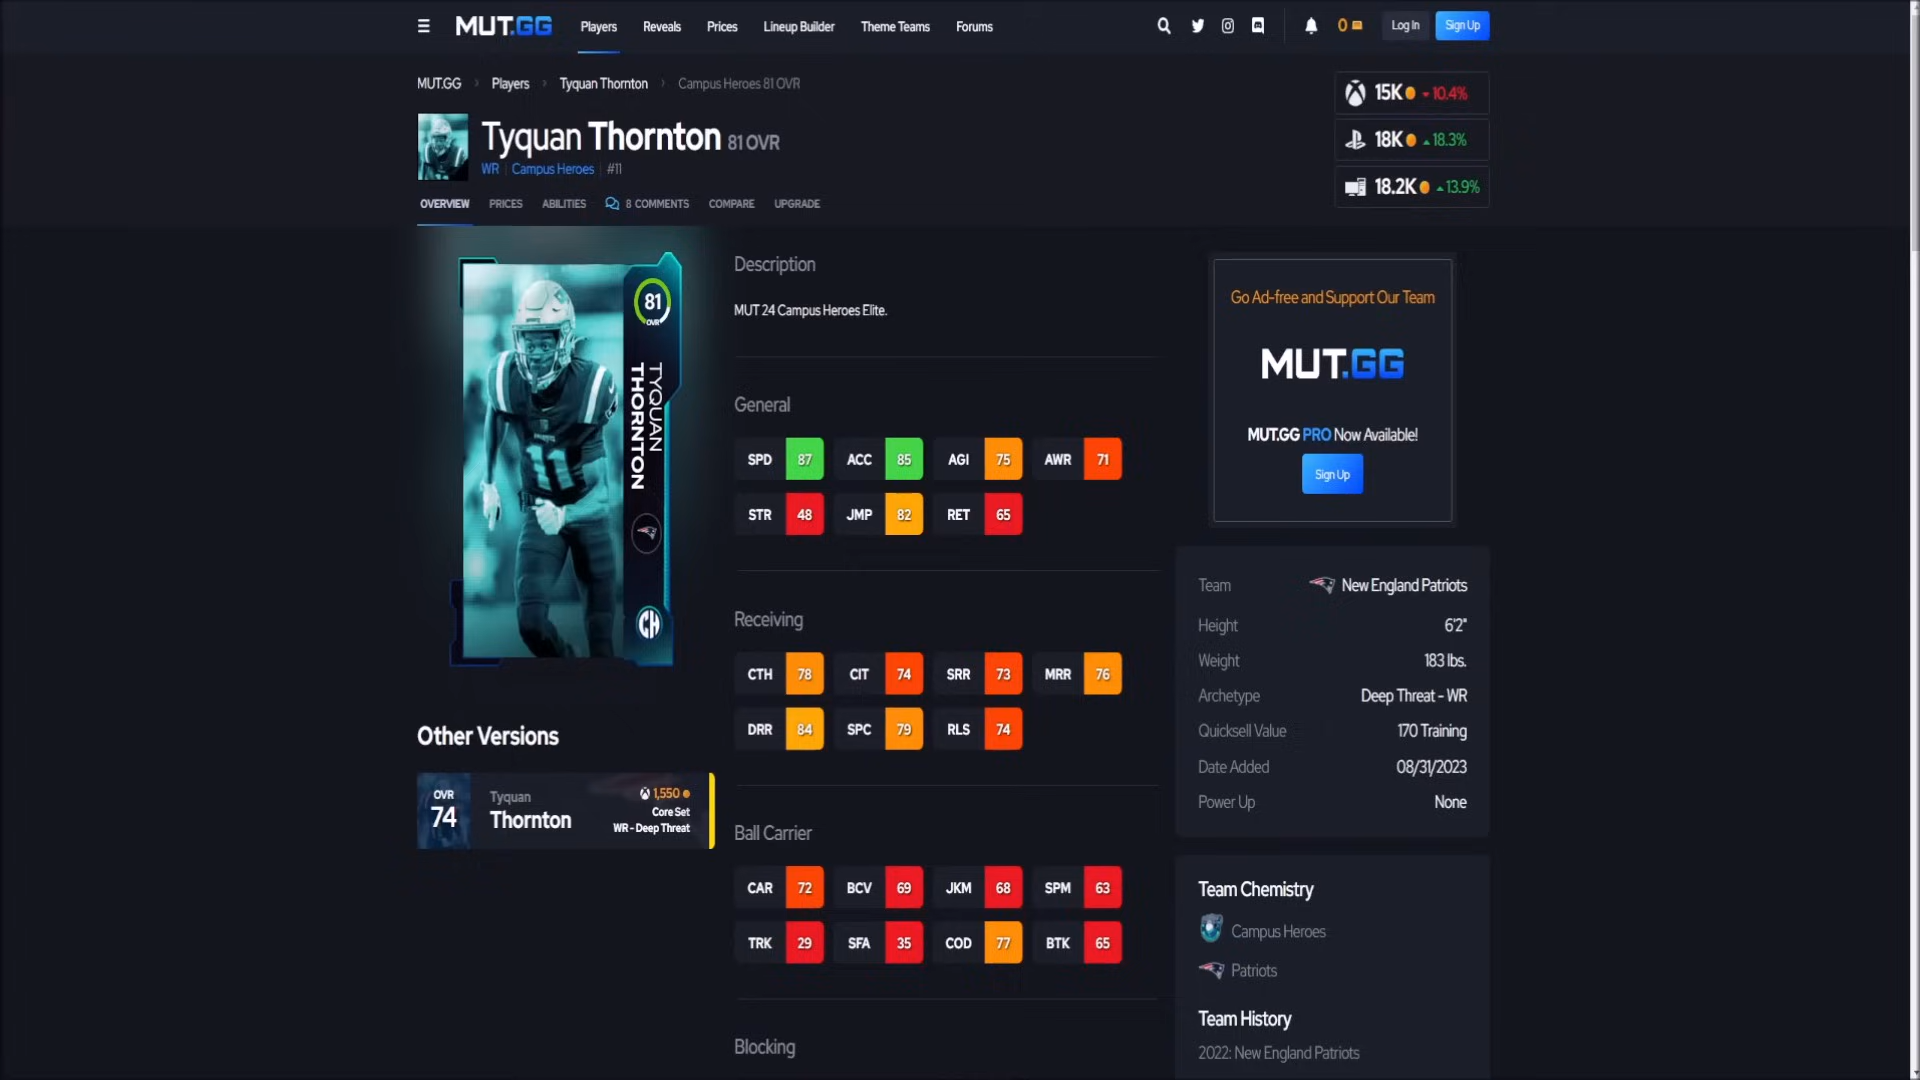 MUT.GG
Players
Reveals
Prices
Lineup Builder
Theme Teams
Forums
0
Log In
Sign Up
MUT.GG > Players > Tyquan Thornton > Campus Heroes 81 OVR
Tyquan Thornton 81 OVR
WR | Campus Heroes | #11
15K 10.4%
18K 18.3%
18.2K 13.9%
OVERVIEW
PRICES
ABILITIES
8 COMMENTS
COMPARE
UPGRADE
81
OVR
TYQUAN
THORNTON
11
CH
Other Versions
OVR
74
Tyquan
Thornton
1,550
Core Set
WR - Deep Threat
Description
MUT 24 Campus Heroes Elite.
General
SPD 87 ACC 85 AGI 75 AWR 71
STR 48 JMP 82 RET 65
Receiving
CTH 78 CIT 74 SRR 73 MRR 76
DRR 84 SPC 79 RLS 74
Ball Carrier
CAR 72 BCV 69 JKM 68 SPM 63
TRK 29 SFA 35 COD 77 BTK 65
Blocking
Go Ad-free and Support Our Team
MUT.GG
MUT.GG PRO Now Available!
Sign Up
Team New England Patriots
Height 6'2"
Weight 183 lbs.
Archetype Deep Threat - WR
Quicksell Value 170 Training
Date Added 08/31/2023
Power Up None
Team Chemistry
Campus Heroes
Patriots
Team History
2022: New England Patriots